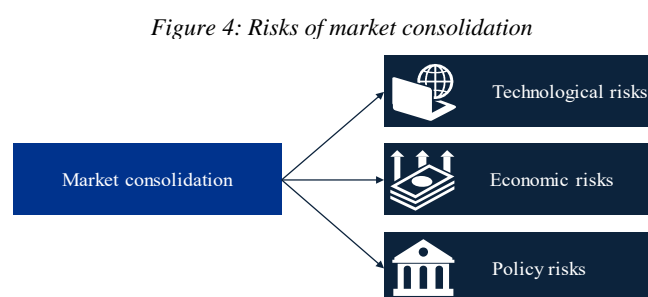 Figure 4: Risks of market consolidation
Technological risks
Market consolidation
Economic risks
Policy risks